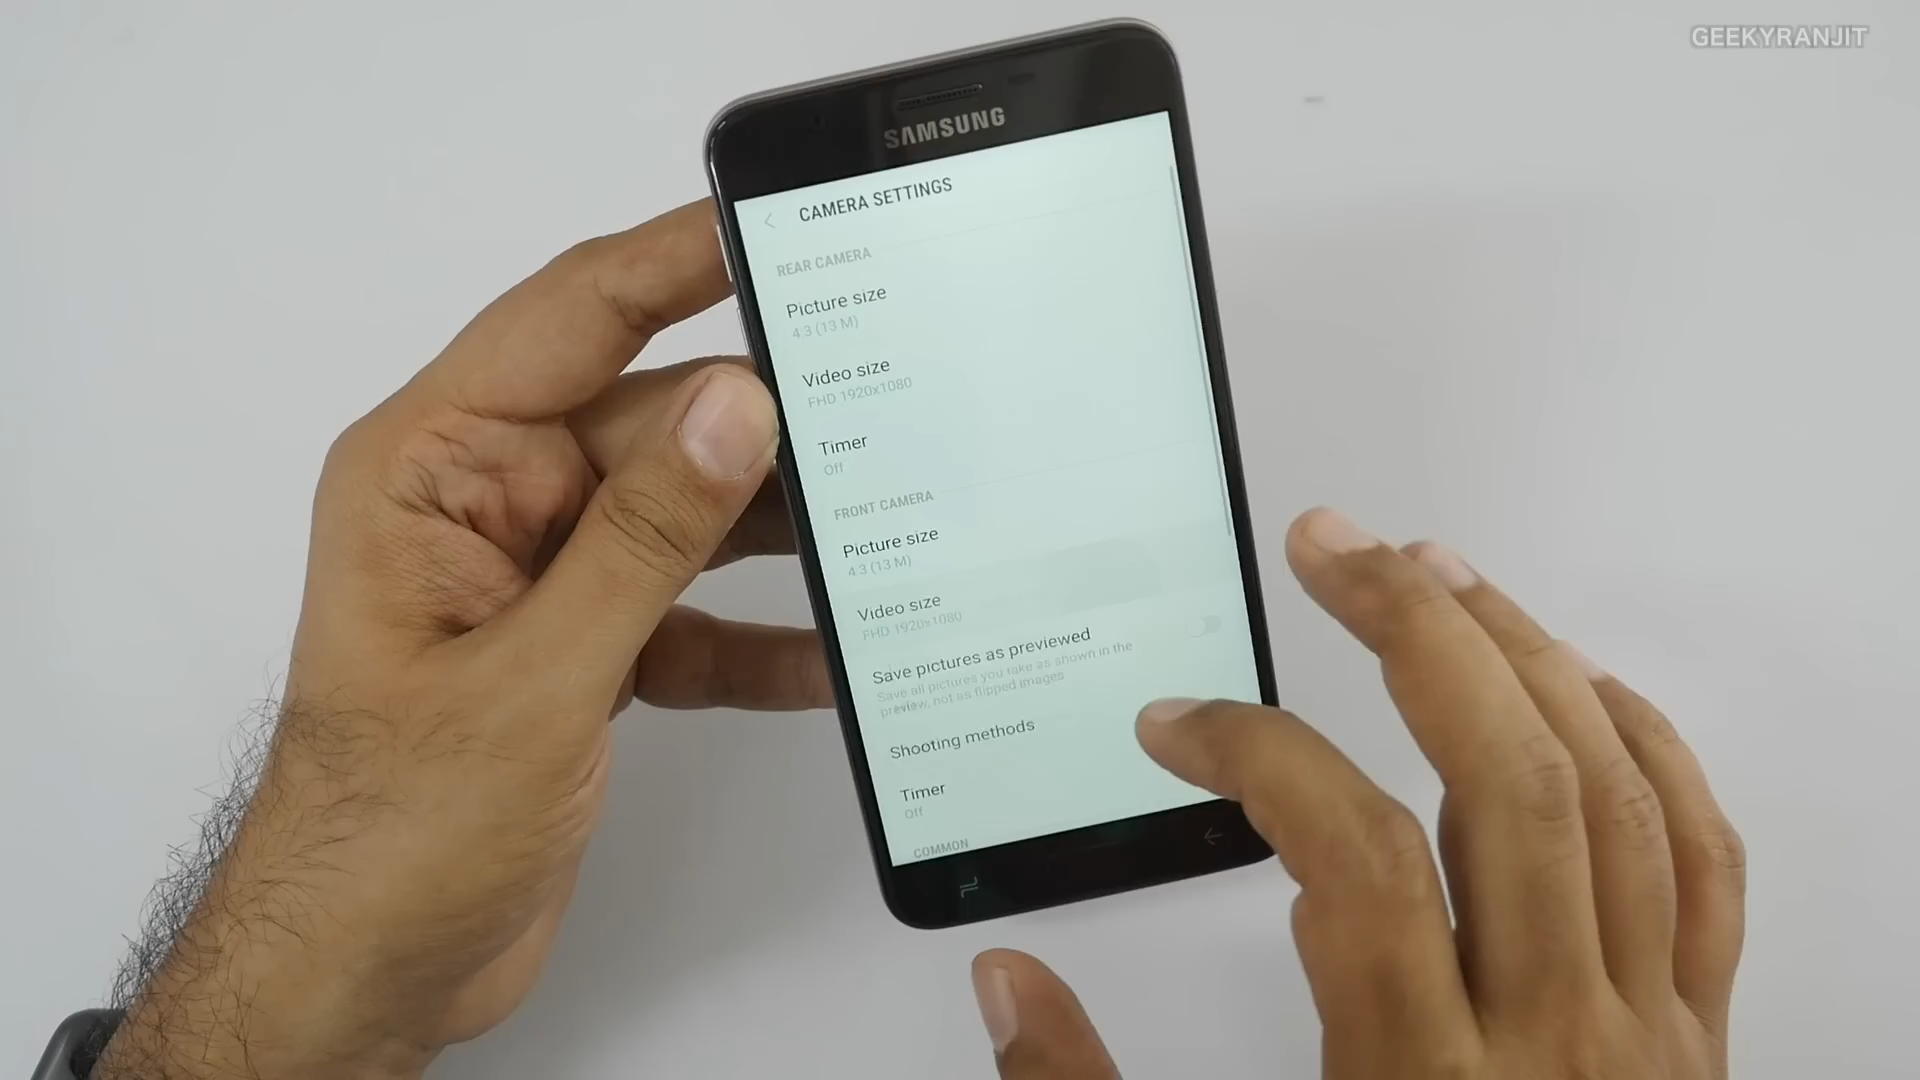 GEEKYRANJIT
SAMSUNG
CAMERA SETTINGS
REAR CAMERA
Picture size
4:3 (13 M)
Video size
FHD 1920x1080
Timer
Off
FRONT CAMERA
Picture size
4:3 (13 M)
Video size
FHD 1920x1080
Save pictures as previewed
Save all pictures you take as shown in the
preview, not as flipped images
Shooting methods
Timer
Off
COMMON